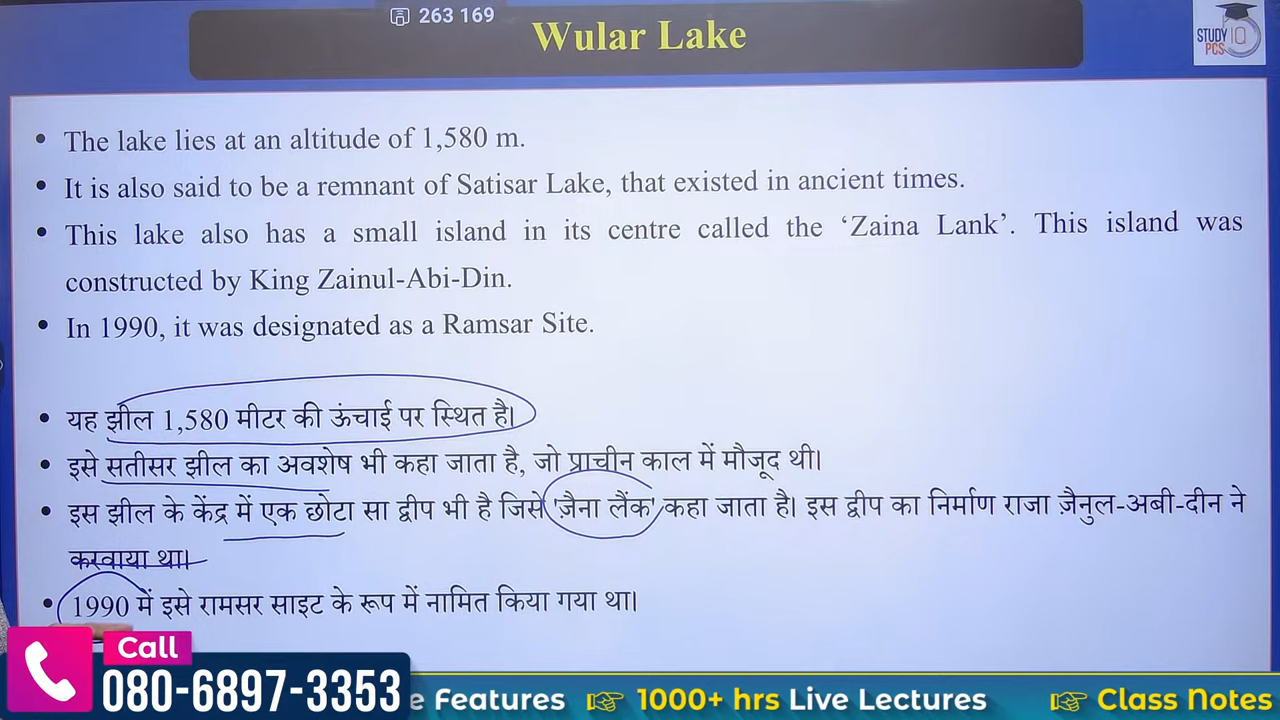 263 169
Wular Lake
STUDY IQ
PCS
• The lake lies at an altitude of 1,580 m.
• It is also said to be a remnant of Satisar Lake, that existed in ancient times.
• This lake also has a small island in its centre called the ‘Zaina Lank’. This island was
constructed by King Zainul-Abi-Din.
• In 1990, it was designated as a Ramsar Site.
• यह झील 1,580 मीटर की ऊंचाई पर स्थित है।
• इसे सतीसर झील का अवशेष भी कहा जाता है, जो प्राचीन काल में मौजूद थी।
• इस झील के केंद्र में एक छोटा सा द्वीप भी है जिसे 'ज़ैना लैंक' कहा जाता है। इस द्वीप का निर्माण राजा ज़ैनुल-अबी-दीन ने
करवाया था।
• 1990 में इसे रामसर साइट के रूप में नामित किया गया था।
Call
080-6897-3353
e Features 1000+ hrs Live Lectures Class Notes